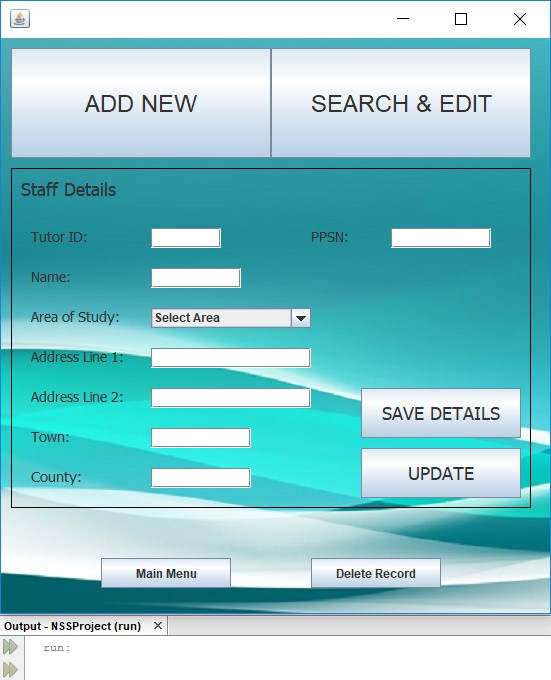 ADD NEW SEARCH & EDIT
Staff Details
Tutor ID: PPSN:
Name:
Area of Study: Select Area
Address Line 1:
Address Line 2:
SAVE DETAILS
Town:
UPDATE
County:
Main Menu Delete Record
Output - NSSProject (run) ×
run: